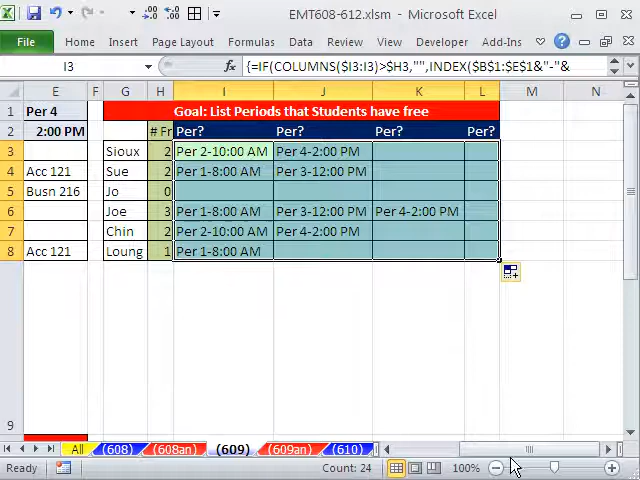 EMT608-612.xlsm - Microsoft Excel
File Home Insert Page Layout Formulas Data Review View Developer Add-Ins
I3 fx {=IF(COLUMNS($I3:I3)>$H3,"",INDEX($B$1:$E$1&"-"&
E F G H I J K L M N
1 Per 4 Goal: List Periods that Students have free
2 2:00 PM # Fr Per? Per? Per? Per?
3 Sioux 2 Per 2-10:00 AM Per 4-2:00 PM
4 Acc 121 Sue 2 Per 1-8:00 AM Per 3-12:00 PM
5 Busn 216 Jo 0
6 Joe 3 Per 1-8:00 AM Per 3-12:00 PM Per 4-2:00 PM
7 Chin 2 Per 2-10:00 AM Per 4-2:00 PM
8 Acc 121 Loung 1 Per 1-8:00 AM
9
All (608) (608an) (609) (609an) (610)
Ready Count: 24 100%